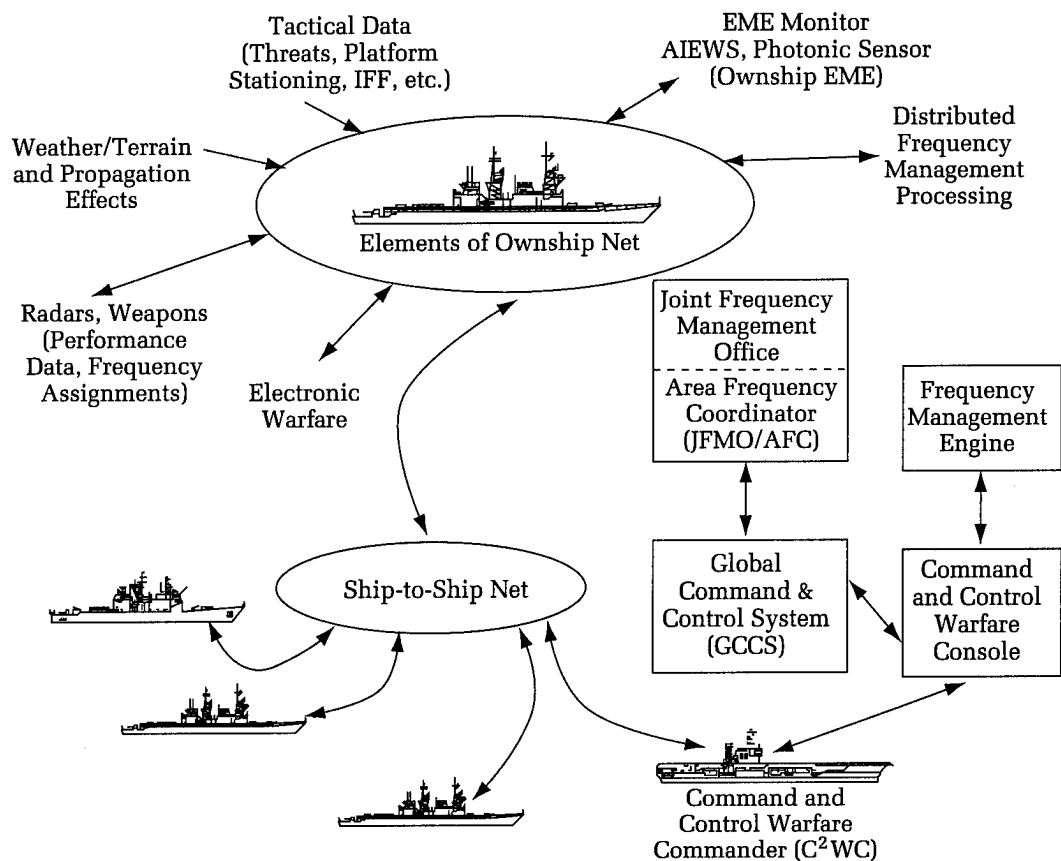 Tactical Data
(Threats, Platform
Stationing, IFF, etc.)
EME Monitor
AIEWS, Photonic Sensor
(Ownship EME)
Weather/Terrain
and Propagation
Effects
Distributed
Frequency
Management
Processing
Elements of Ownship Net
Radars, Weapons
(Performance
Data, Frequency
Assignments)
Electronic
Warfare
Joint Frequency
Management
Office
Area Frequency
Coordinator
(JFMO/AFC)
Frequency
Management
Engine
Ship-to-Ship Net
Global
Command &
Control System
(GCCS)
Command
and Control
Warfare
Console
Command and
Control Warfare
Commander (C²WC)